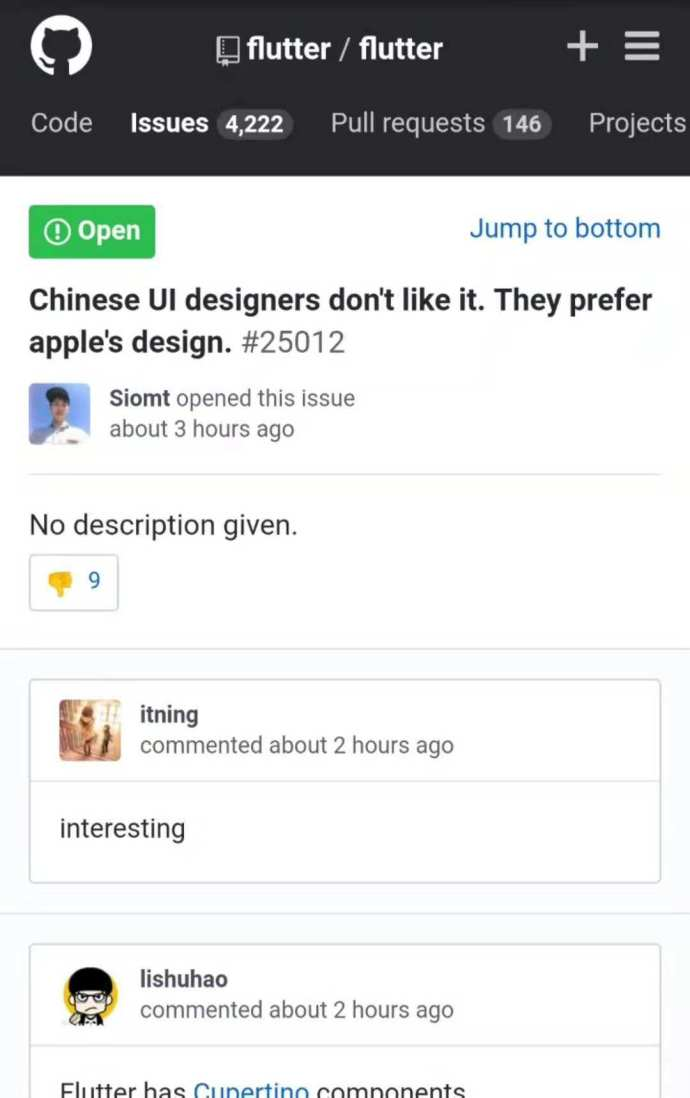 flutter / flutter
Code Issues 4,222 Pull requests 146 Projects
Open
Jump to bottom
Chinese UI designers don't like it. They prefer
apple's design. #25012
Siomt opened this issue
about 3 hours ago
No description given.
9
itning
commented about 2 hours ago
interesting
lishuhao
commented about 2 hours ago
Flutter has Cupertino components